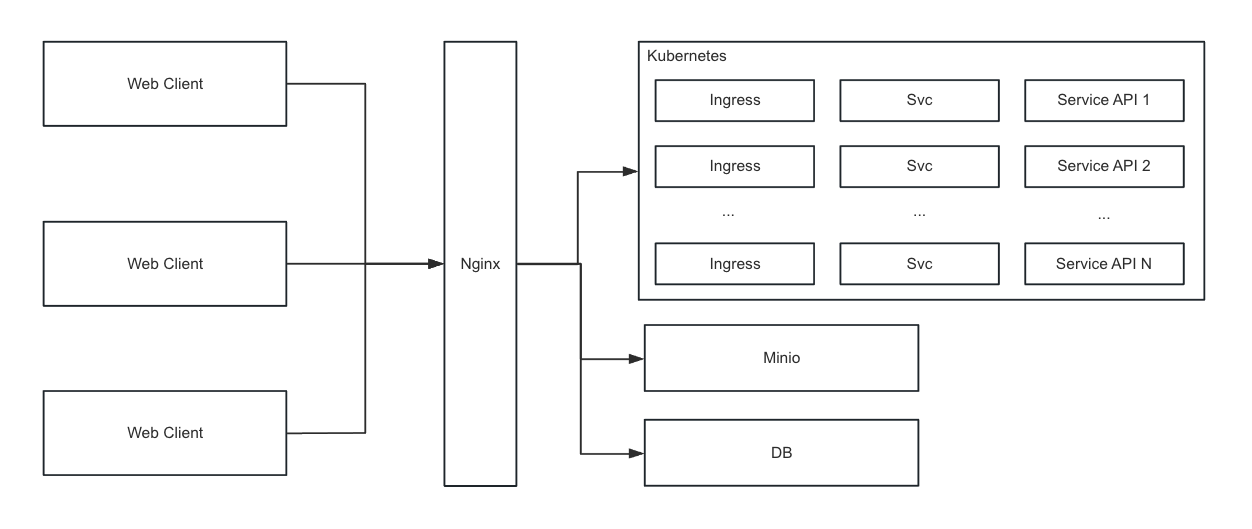 Web Client
Web Client
Web Client
Nginx
Kubernetes
Ingress
Svc
Service API 1
Ingress
Svc
Service API 2
...
...
...
Ingress
Svc
Service API N
Minio
DB